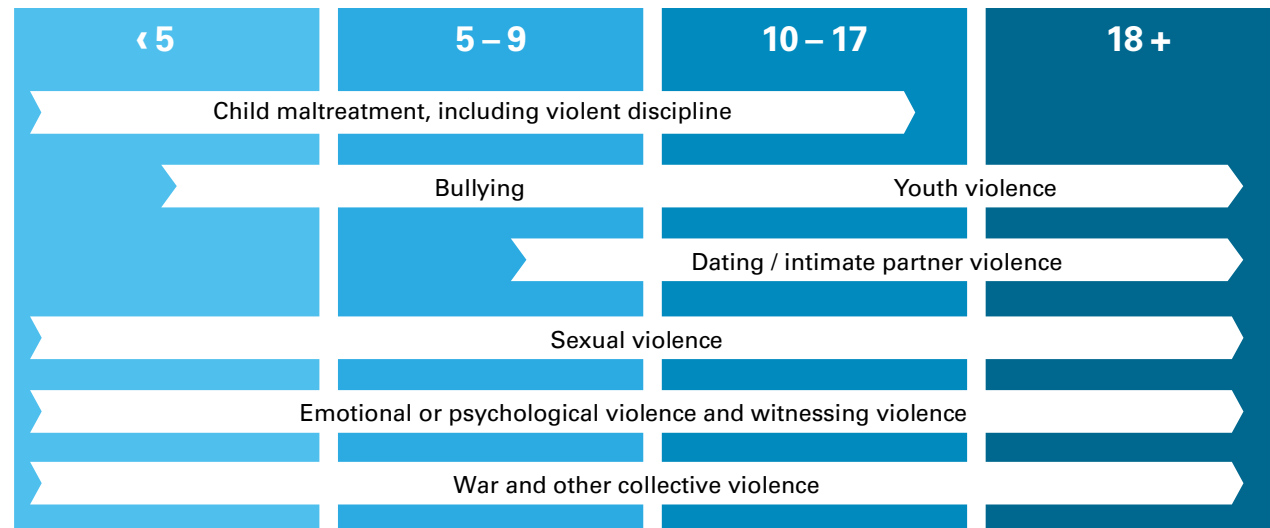 ‹ 5
5 – 9
10 – 17
18 +
Child maltreatment, including violent discipline
Bullying
Youth violence
Dating / intimate partner violence
Sexual violence
Emotional or psychological violence and witnessing violence
War and other collective violence